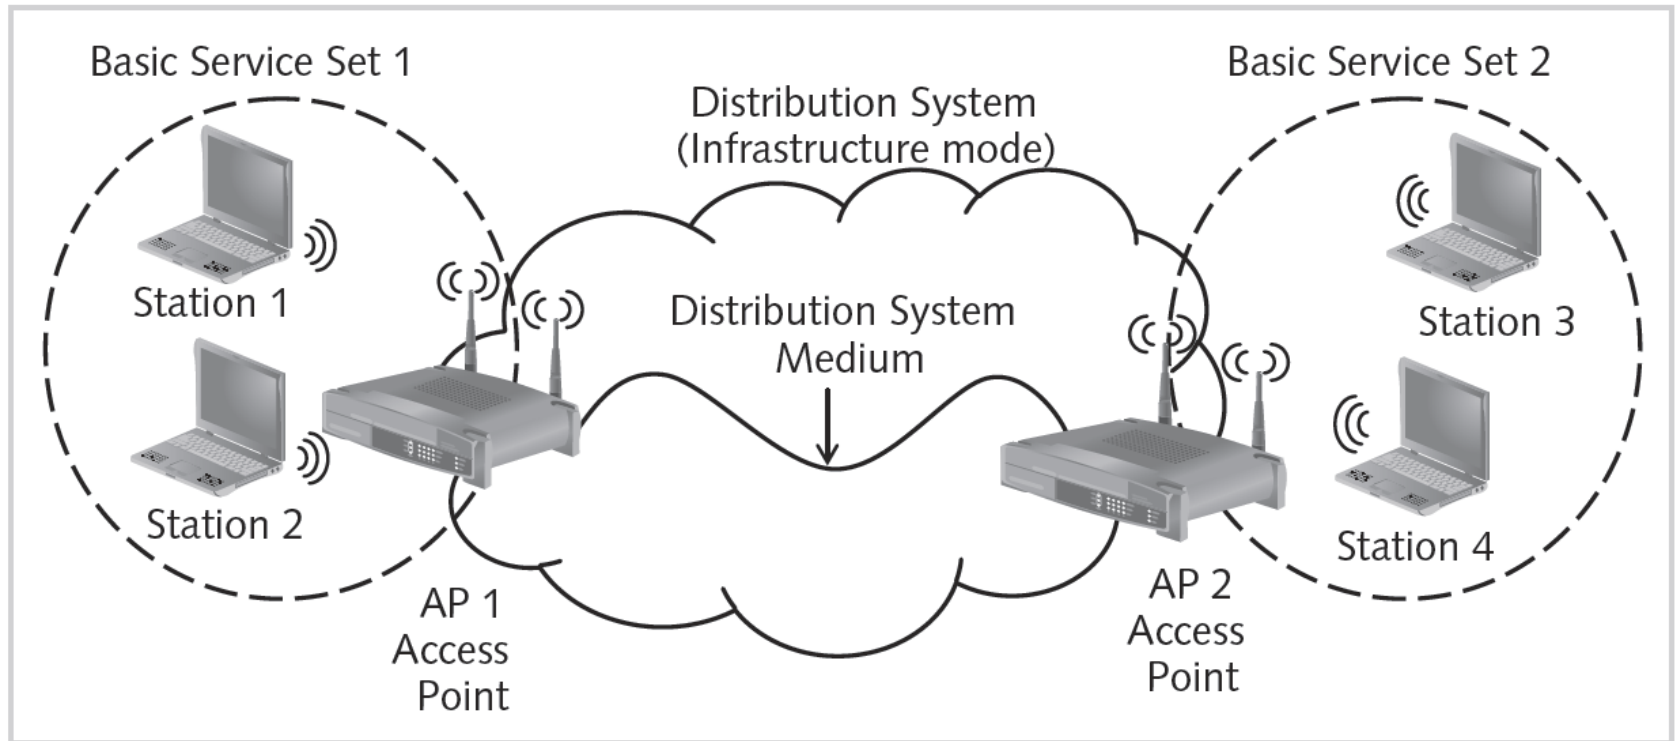 Basic Service Set 1
Basic Service Set 2
Distribution System
(Infrastructure mode)
Station 1
Distribution System
Medium
Station 3
Station 2
Station 4
AP 1
Access
Point
AP 2
Access
Point